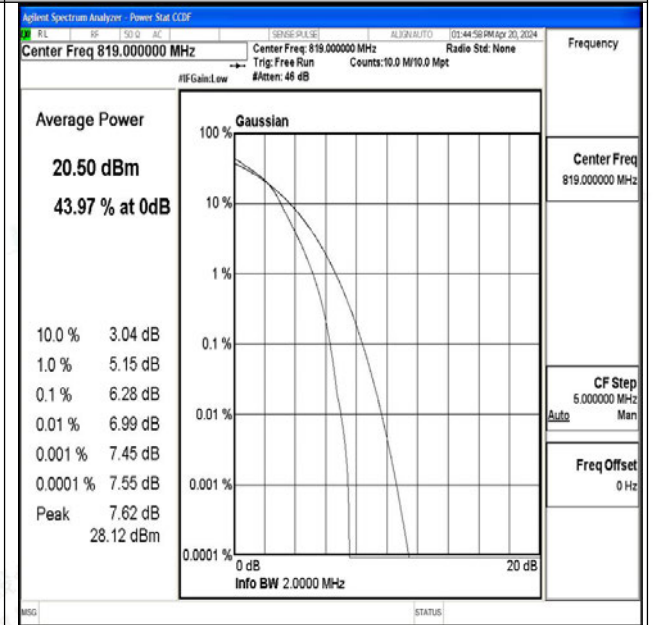 Agilent Spectrum Analyzer - Power Stat CCDF
RL RF 50 Ω AC SENSE:PULSE ALIGN AUTO 01:44:58 PM Apr 20, 2024
Center Freq 819.000000 MHz
Center Freq: 819.000000 MHz Radio Std: None
Trig: Free Run Counts:10.0 M/10.0 Mpt
#IFGain:Low #Atten: 46 dB
Frequency
Average Power
20.50 dBm
43.97 % at 0dB
10.0 % 3.04 dB
1.0 % 5.15 dB
0.1 % 6.28 dB
0.01 % 6.99 dB
0.001 % 7.45 dB
0.0001 % 7.55 dB
Peak 7.62 dB
28.12 dBm
Gaussian
100 %
10 %
1 %
0.1 %
0.01 %
0.001 %
0.0001 %
0 dB 20 dB
Info BW 2.0000 MHz
Center Freq
819.000000 MHz
CF Step
5.000000 MHz
Auto Man
Freq Offset
0 Hz
MSG STATUS